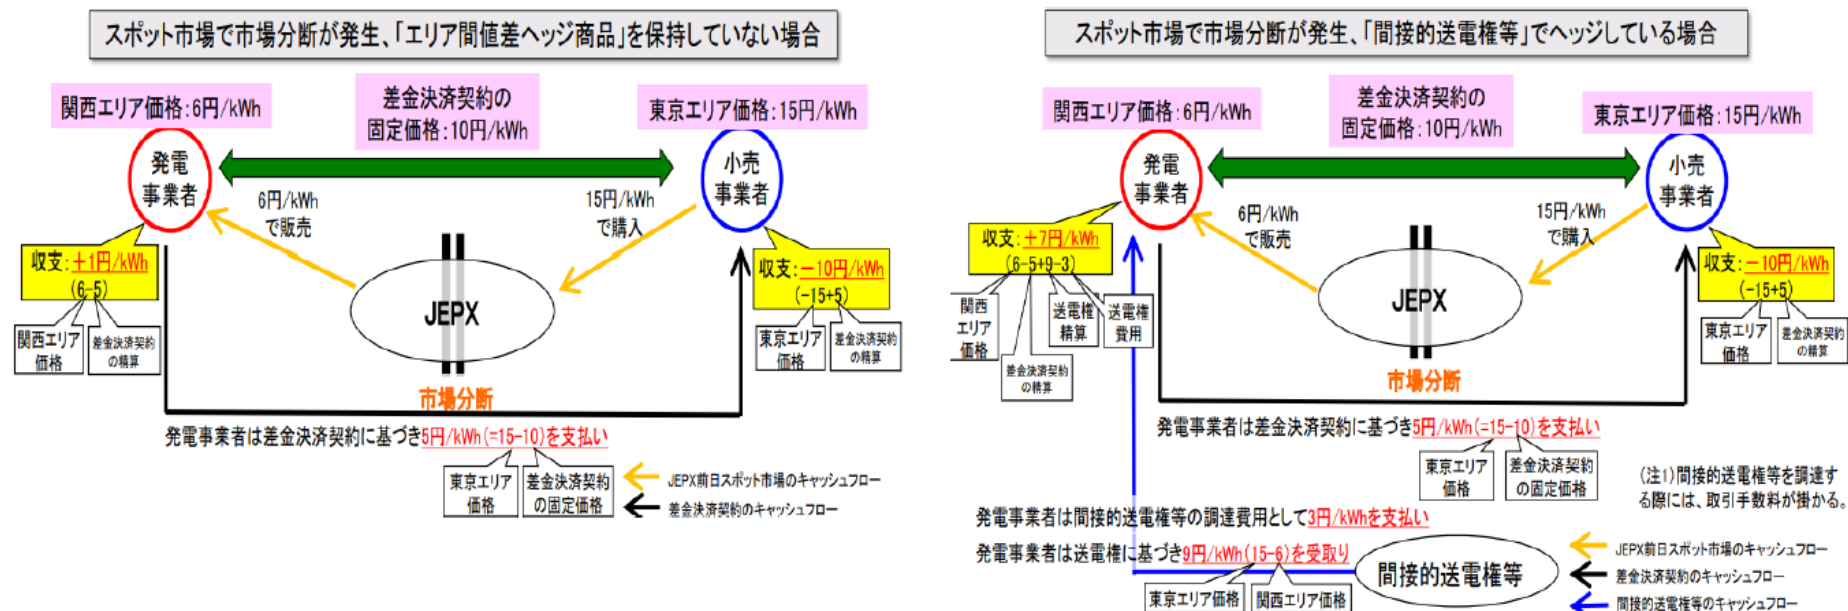 スポット市場で市場分断が発生、「エリア間値差ヘッジ商品」を保持していない場合
関西エリア価格:6円/kWh
差金決済契約の
固定価格:10円/kWh
東京エリア価格:15円/kWh
発電
事業者
小売
事業者
6円/kWh
で販売
15円/kWh
で購入
収支:+1円/kWh
(6-5)
収支:-10円/kWh
(-15+5)
JEPX
関西エリア
価格
差金決済契約
の精算
東京エリア
価格
差金決済契約
の精算
市場分断
発電事業者は差金決済契約に基づき5円/kWh(=15-10)を支払い
東京エリア
価格
差金決済契約
の固定価格
JEPX前日スポット市場のキャッシュフロー
差金決済契約のキャッシュフロー
スポット市場で市場分断が発生、「間接的送電権等」でヘッジしている場合
関西エリア価格:6円/kWh
差金決済契約の
固定価格:10円/kWh
東京エリア価格:15円/kWh
発電
事業者
小売
事業者
6円/kWh
で販売
15円/kWh
で購入
収支:+7円/kWh
(6-5+9-3)
収支:-10円/kWh
(-15+5)
JEPX
関西
エリア
価格
送電権
精算
送電権
費用
差金決済契約
の精算
東京エリア
価格
差金決済契約
の精算
市場分断
発電事業者は差金決済契約に基づき5円/kWh(=15-10)を支払い
東京エリア
価格
差金決済契約
の固定価格
(注1)間接的送電権等を調達す
る際には、取引手数料が掛かる。
発電事業者は間接的送電権等の調達費用として3円/kWhを支払い
発電事業者は送電権に基づき9円/kWh(15-6)を受取り
東京エリア価格
関西エリア価格
間接的送電権等
JEPX前日スポット市場のキャッシュフロー
差金決済契約のキャッシュフロー
間接的送電権等のキャッシュフロー